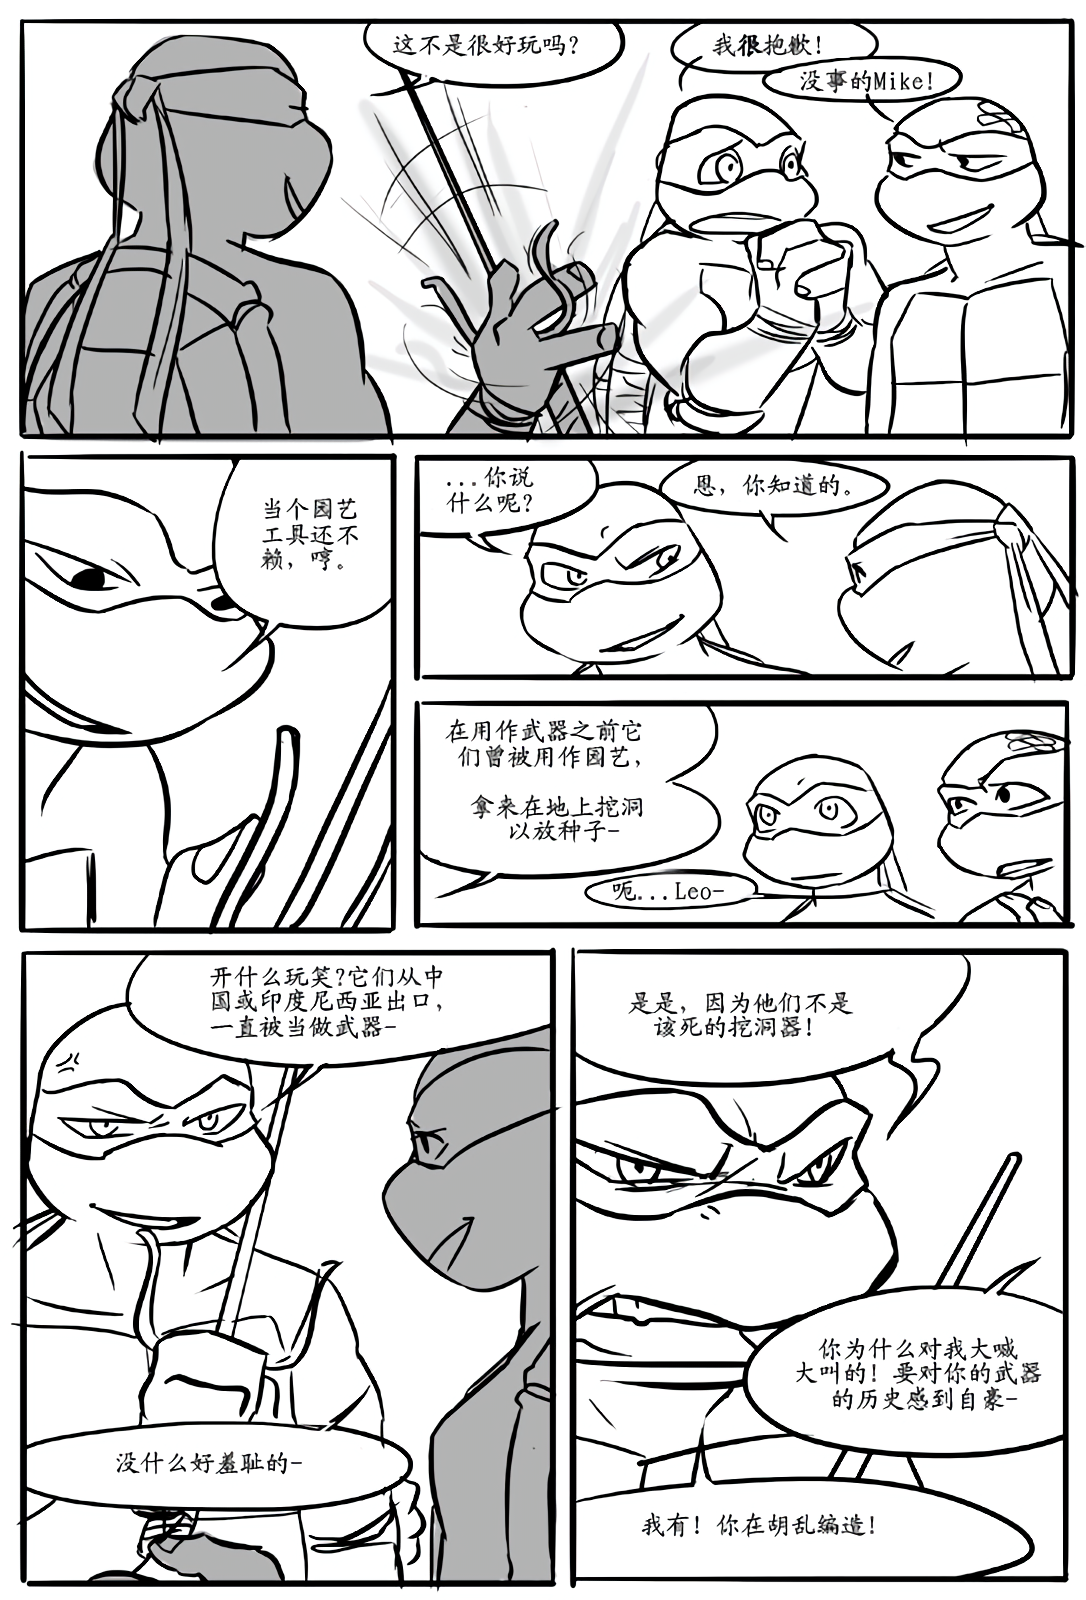 这不是很好玩吗？
我很抱歉！
没事的Mike!
当个园艺
工具还不
赖，哼。
...你说
什么呢？
恩，你知道的。
在用作武器之前它
们曾被用作园艺，
拿来在地上挖洞
以放种子-
呃...Leo-
开什么玩笑？它们从中
国或印度尼西亚出口，
一直被当做武器-
没什么好羞耻的-
是是，因为他们不是
该死的挖洞器！
你为什么对我大喊
大叫的！要对你的武器
的历史感到自豪-
我有！你在胡乱编造！